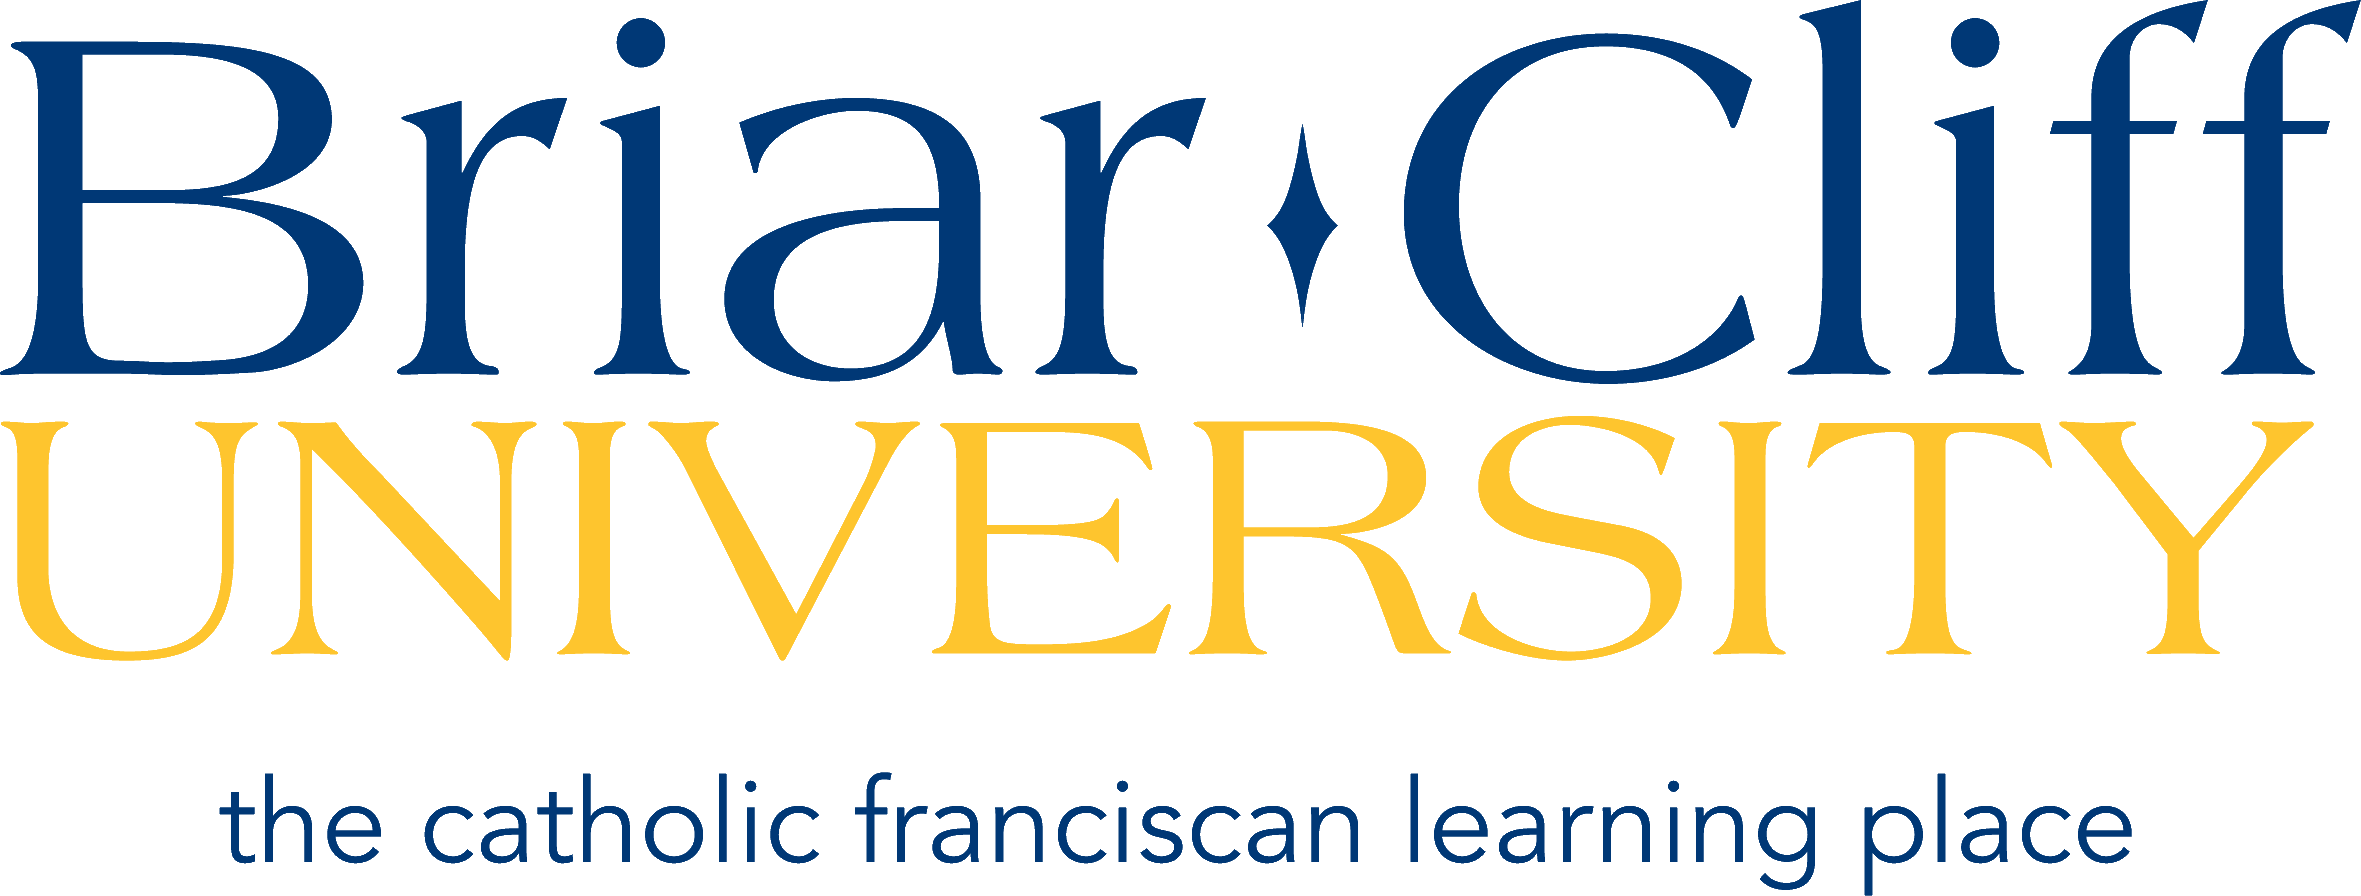 Briar Cliff
UNIVERSITY
the catholic franciscan learning place